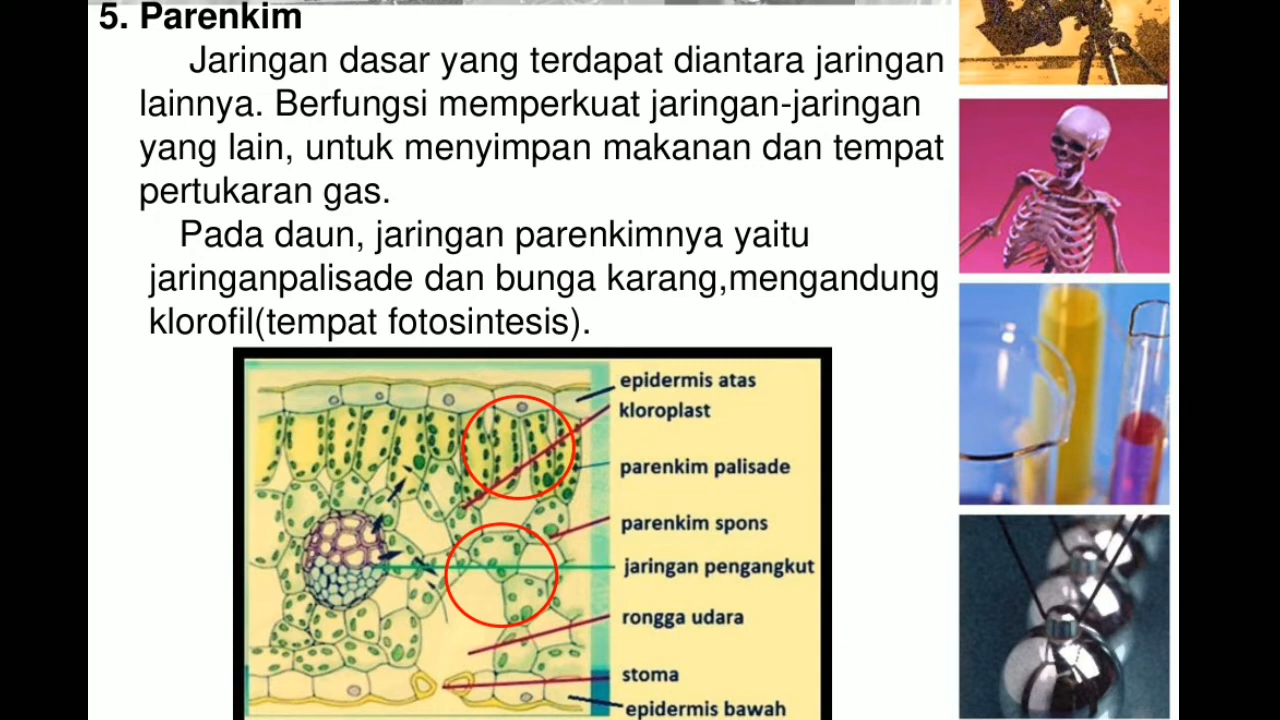 5. Parenkim
Jaringan dasar yang terdapat diantara jaringan
lainnya. Berfungsi memperkuat jaringan-jaringan
yang lain, untuk menyimpan makanan dan tempat
pertukaran gas.
Pada daun, jaringan parenkimnya yaitu
jaringanpalisade dan bunga karang,mengandung
klorofil(tempat fotosintesis).
epidermis atas
kloroplast
parenkim palisade
parenkim spons
jaringan pengangkut
rongga udara
stoma
epidermis bawah